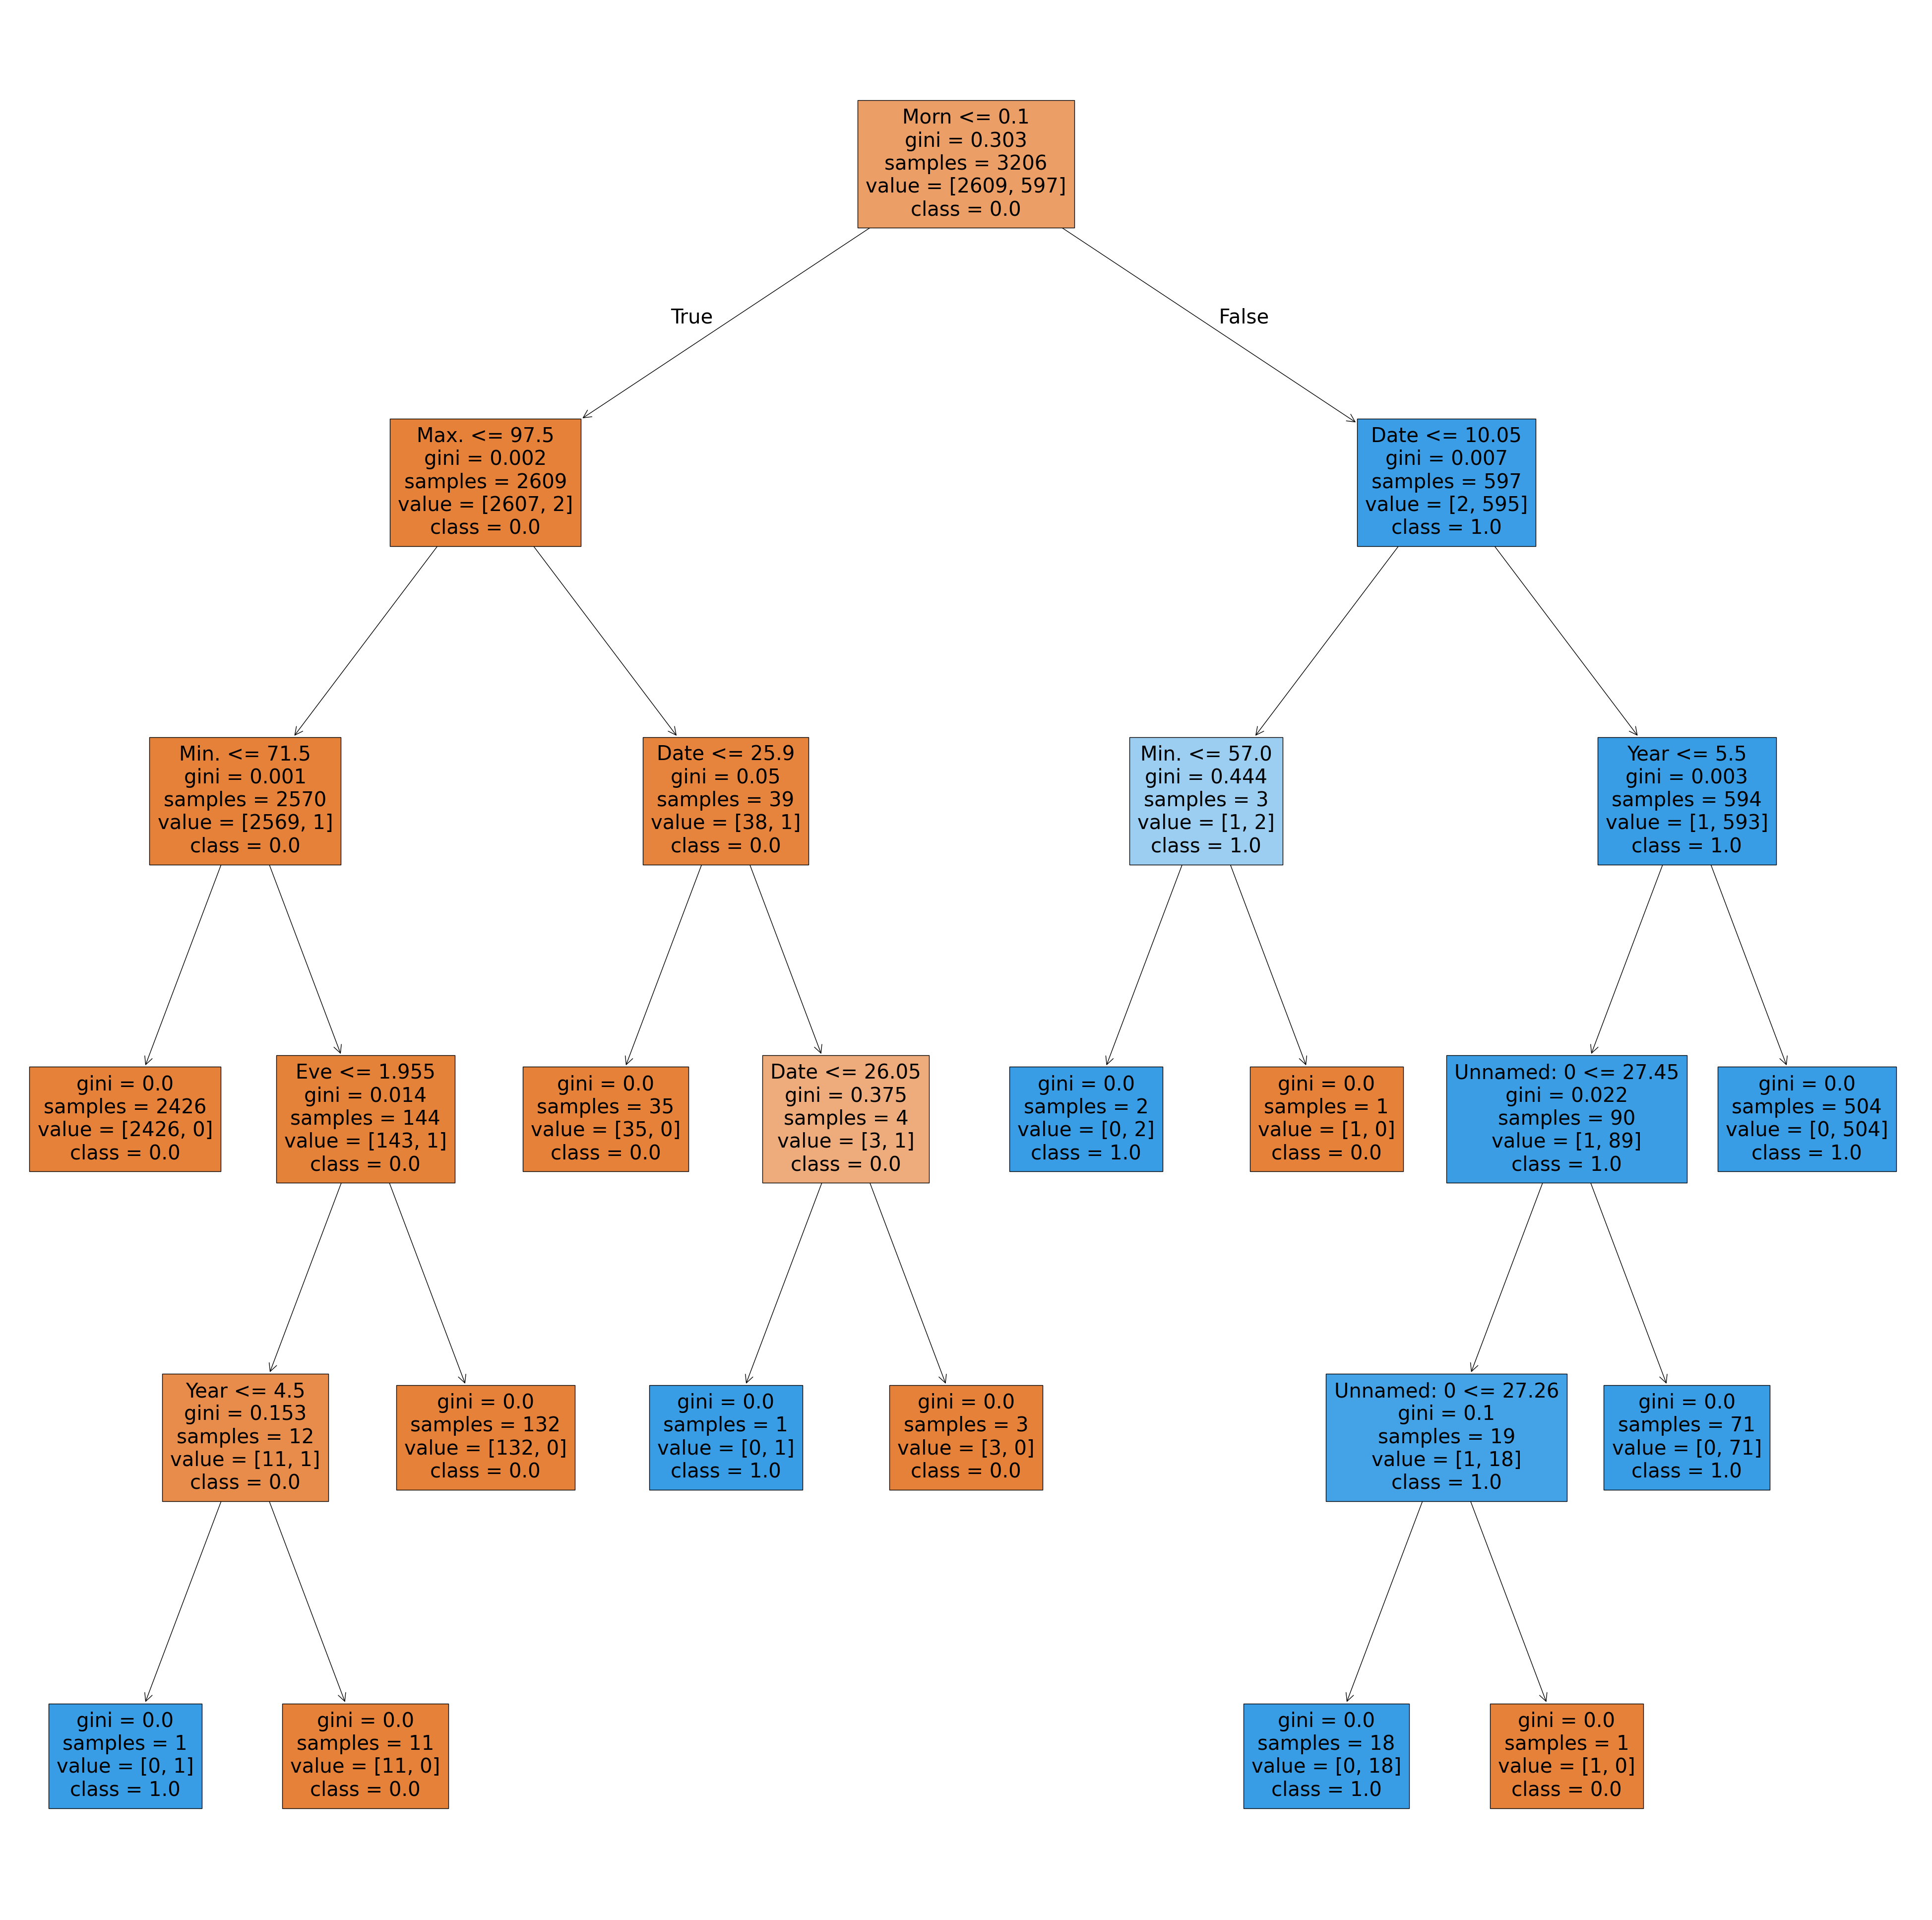 Morn <= 0.1
gini = 0.303
samples = 3206
value = [2609, 597]
class = 0.0
True
False
Max. <= 97.5
gini = 0.002
samples = 2609
value = [2607, 2]
class = 0.0
Date <= 10.05
gini = 0.007
samples = 597
value = [2, 595]
class = 1.0
Min. <= 71.5
gini = 0.001
samples = 2570
value = [2569, 1]
class = 0.0
Date <= 25.9
gini = 0.05
samples = 39
value = [38, 1]
class = 0.0
Min. <= 57.0
gini = 0.444
samples = 3
value = [1, 2]
class = 1.0
Year <= 5.5
gini = 0.003
samples = 594
value = [1, 593]
class = 1.0
gini = 0.0
samples = 2426
value = [2426, 0]
class = 0.0
Eve <= 1.955
gini = 0.014
samples = 144
value = [143, 1]
class = 0.0
gini = 0.0
samples = 35
value = [35, 0]
class = 0.0
Date <= 26.05
gini = 0.375
samples = 4
value = [3, 1]
class = 0.0
gini = 0.0
samples = 2
value = [0, 2]
class = 1.0
gini = 0.0
samples = 1
value = [1, 0]
class = 0.0
Unnamed: 0 <= 27.45
gini = 0.022
samples = 90
value = [1, 89]
class = 1.0
gini = 0.0
samples = 504
value = [0, 504]
class = 1.0
Year <= 4.5
gini = 0.153
samples = 12
value = [11, 1]
class = 0.0
gini = 0.0
samples = 132
value = [132, 0]
class = 0.0
gini = 0.0
samples = 1
value = [0, 1]
class = 1.0
gini = 0.0
samples = 3
value = [3, 0]
class = 0.0
Unnamed: 0 <= 27.26
gini = 0.1
samples = 19
value = [1, 18]
class = 1.0
gini = 0.0
samples = 71
value = [0, 71]
class = 1.0
gini = 0.0
samples = 1
value = [0, 1]
class = 1.0
gini = 0.0
samples = 11
value = [11, 0]
class = 0.0
gini = 0.0
samples = 18
value = [0, 18]
class = 1.0
gini = 0.0
samples = 1
value = [1, 0]
class = 0.0